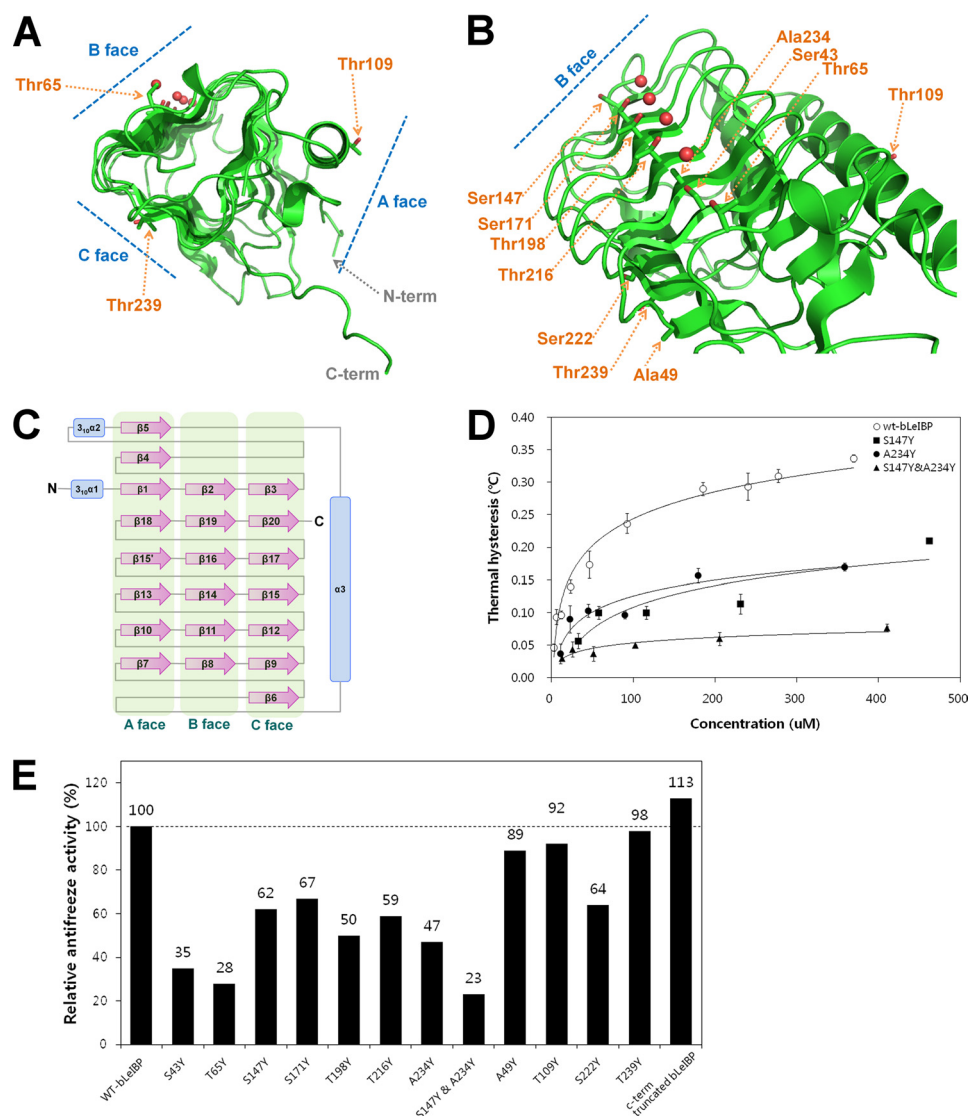 A
B face
Thr65
Thr109
A face
C face
Thr239
N-term
C-term
B
B face
Ala234
Ser43
Thr65
Thr109
Ser147
Ser171
Thr198
Thr216
Ser222
Thr239
Ala49
C
3₁₀α2
β5
β4
N
3₁₀α1
β1
β2
β3
β18
β19
β20
C
β15'
β16
β17
α3
β13
β14
β15
β10
β11
β12
β7
β8
β9
β6
A face
B face
C face
D
Thermal hysteresis (℃)
0.40
0.35
0.30
0.25
0.20
0.15
0.10
0.05
0.00
wt-bLeIBP
S147Y
A234Y
S147Y&A234Y
0
100
200
300
400
500
Concentration (uM)
E
Relative antifreeze activity (%)
120
100
80
60
40
20
0
100
35
28
62
67
50
59
47
23
89
92
64
98
113
WT-bLeIBP
S43Y
T65Y
S147Y
S171Y
T198Y
T216Y
A234Y
S147Y & A234Y
A49Y
T109Y
S222Y
T239Y
c-term
truncated bLeIBP